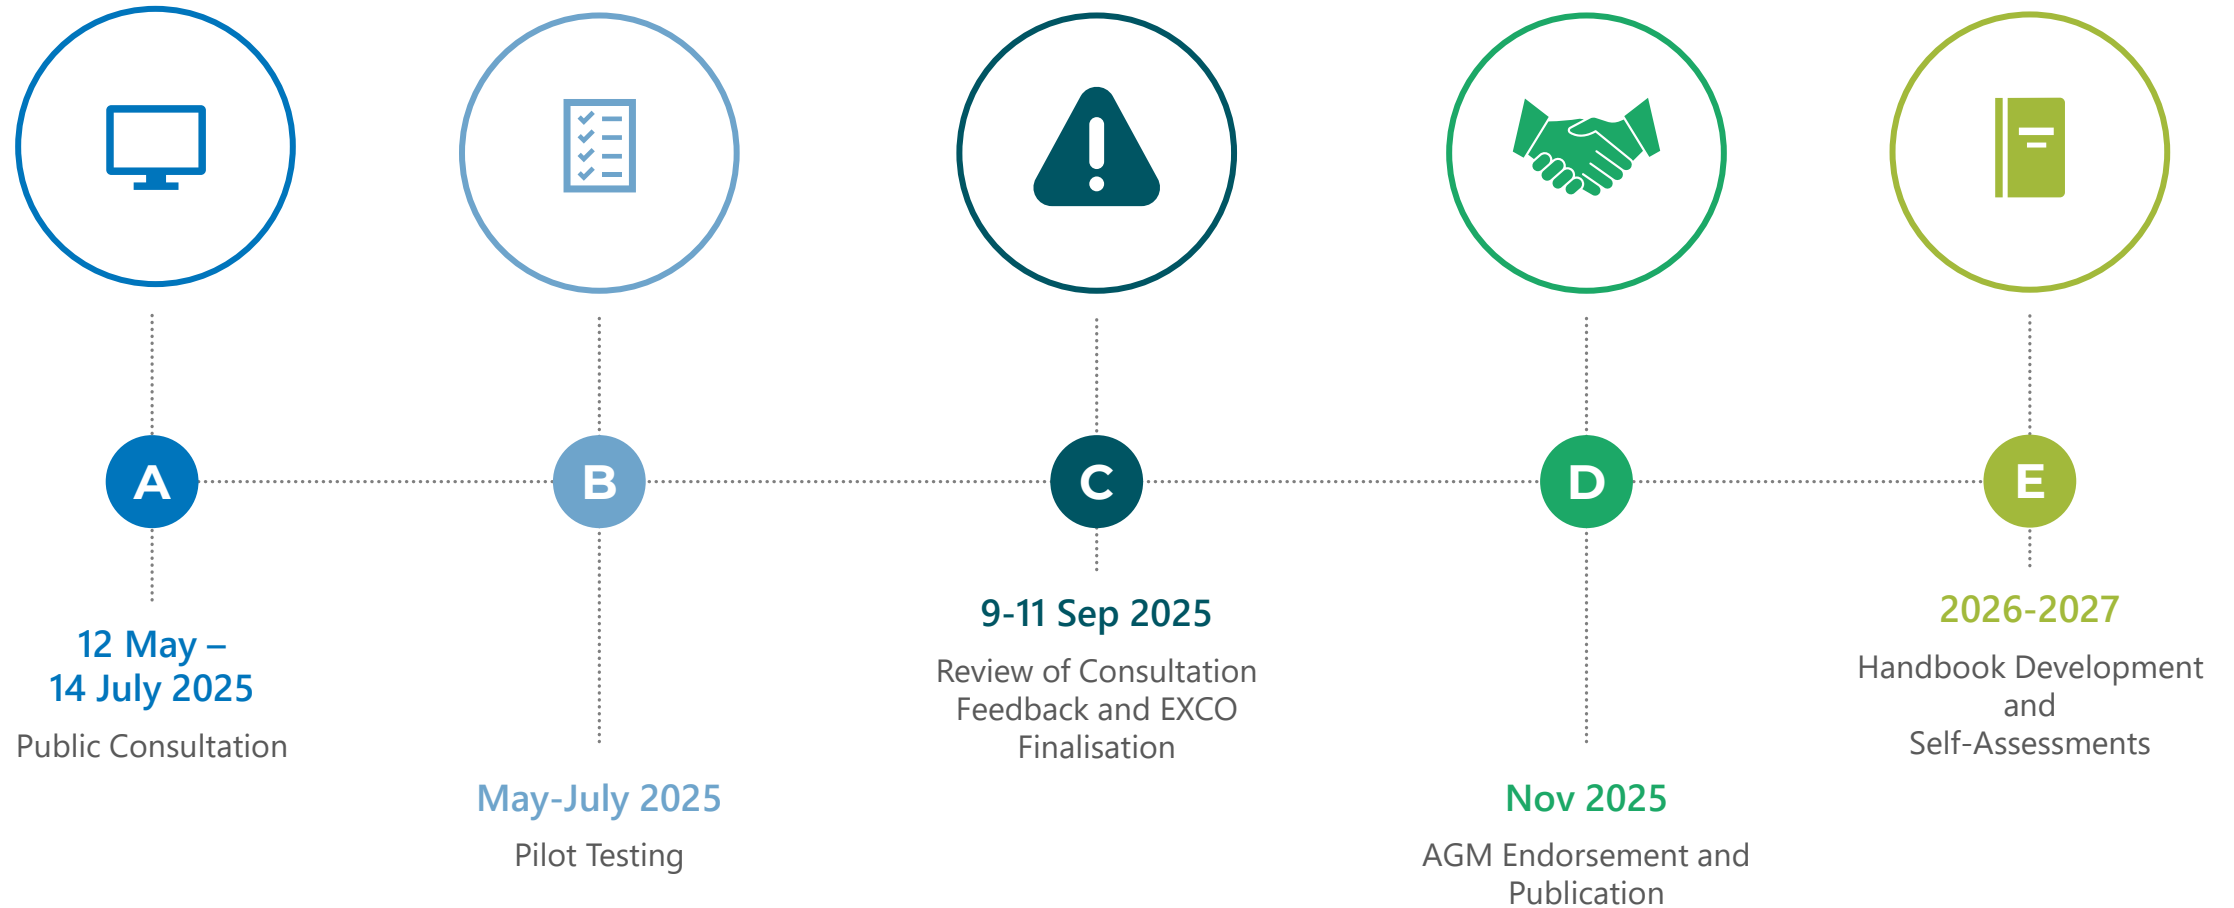 A
B
C
D
E
12 May –
14 July 2025
Public Consultation
May-July 2025
Pilot Testing
9-11 Sep 2025
Review of Consultation
Feedback and EXCO
Finalisation
Nov 2025
AGM Endorsement and
Publication
2026-2027
Handbook Development
and
Self-Assessments